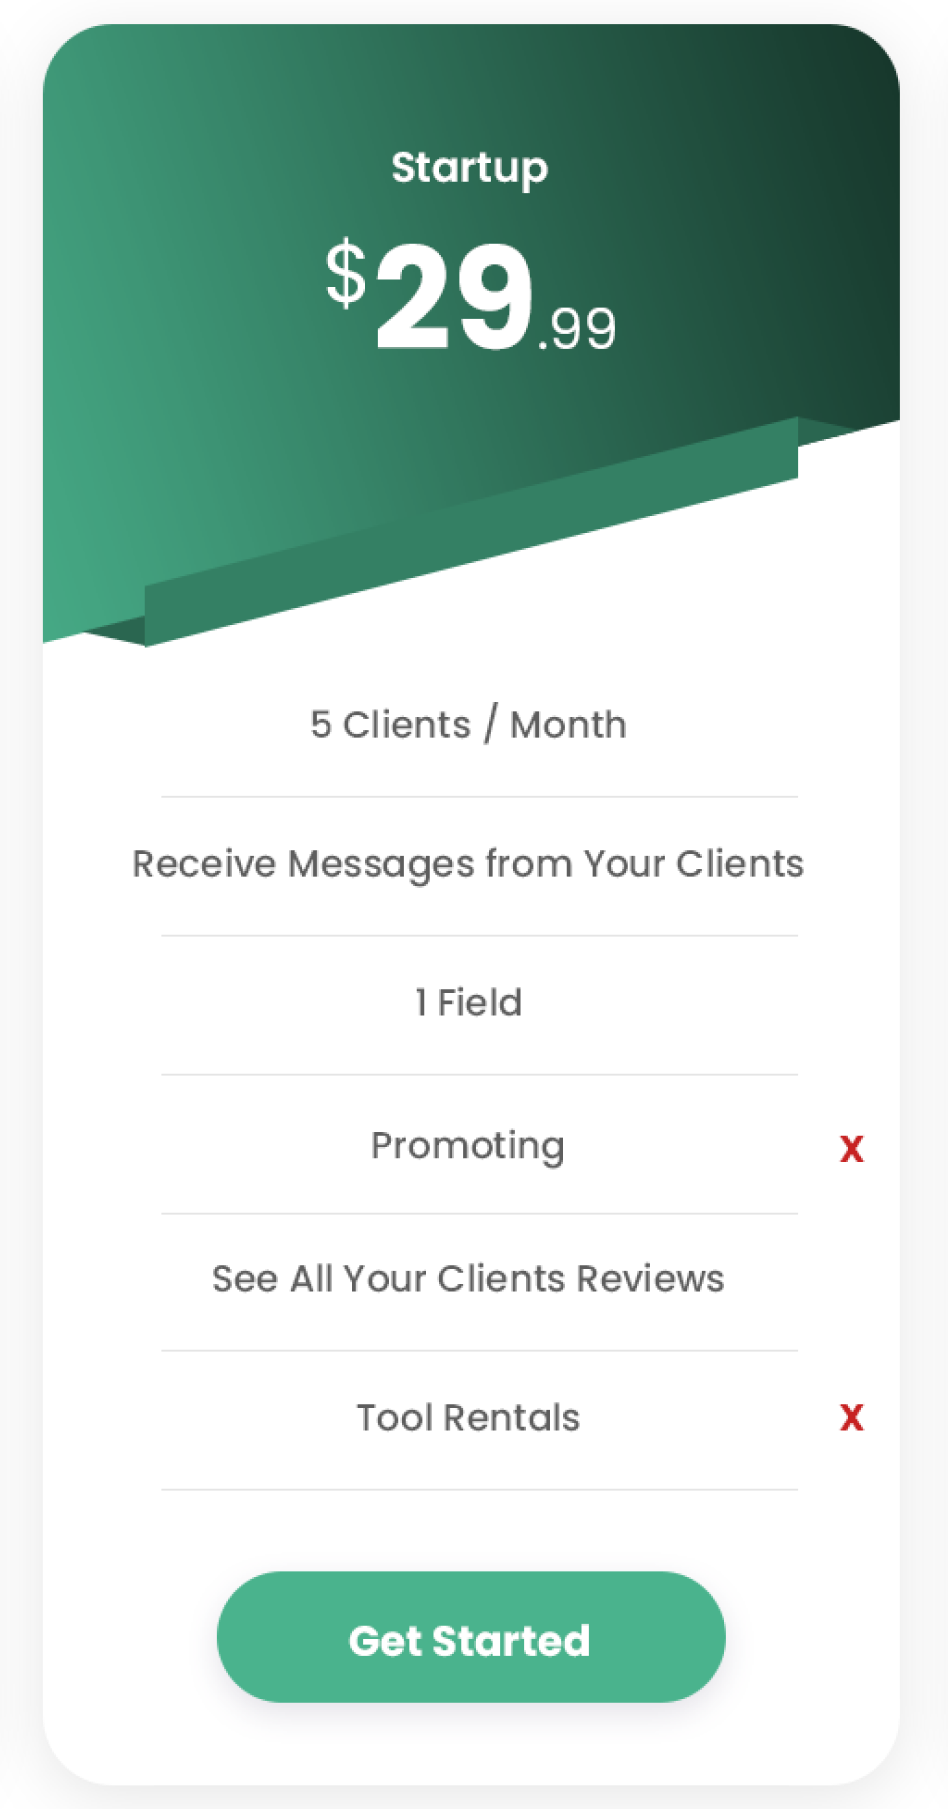 Startup
$29.99
5 Clients / Month
Receive Messages from Your Clients
1 Field
Promoting X
See All Your Clients Reviews
Tool Rentals X
Get Started